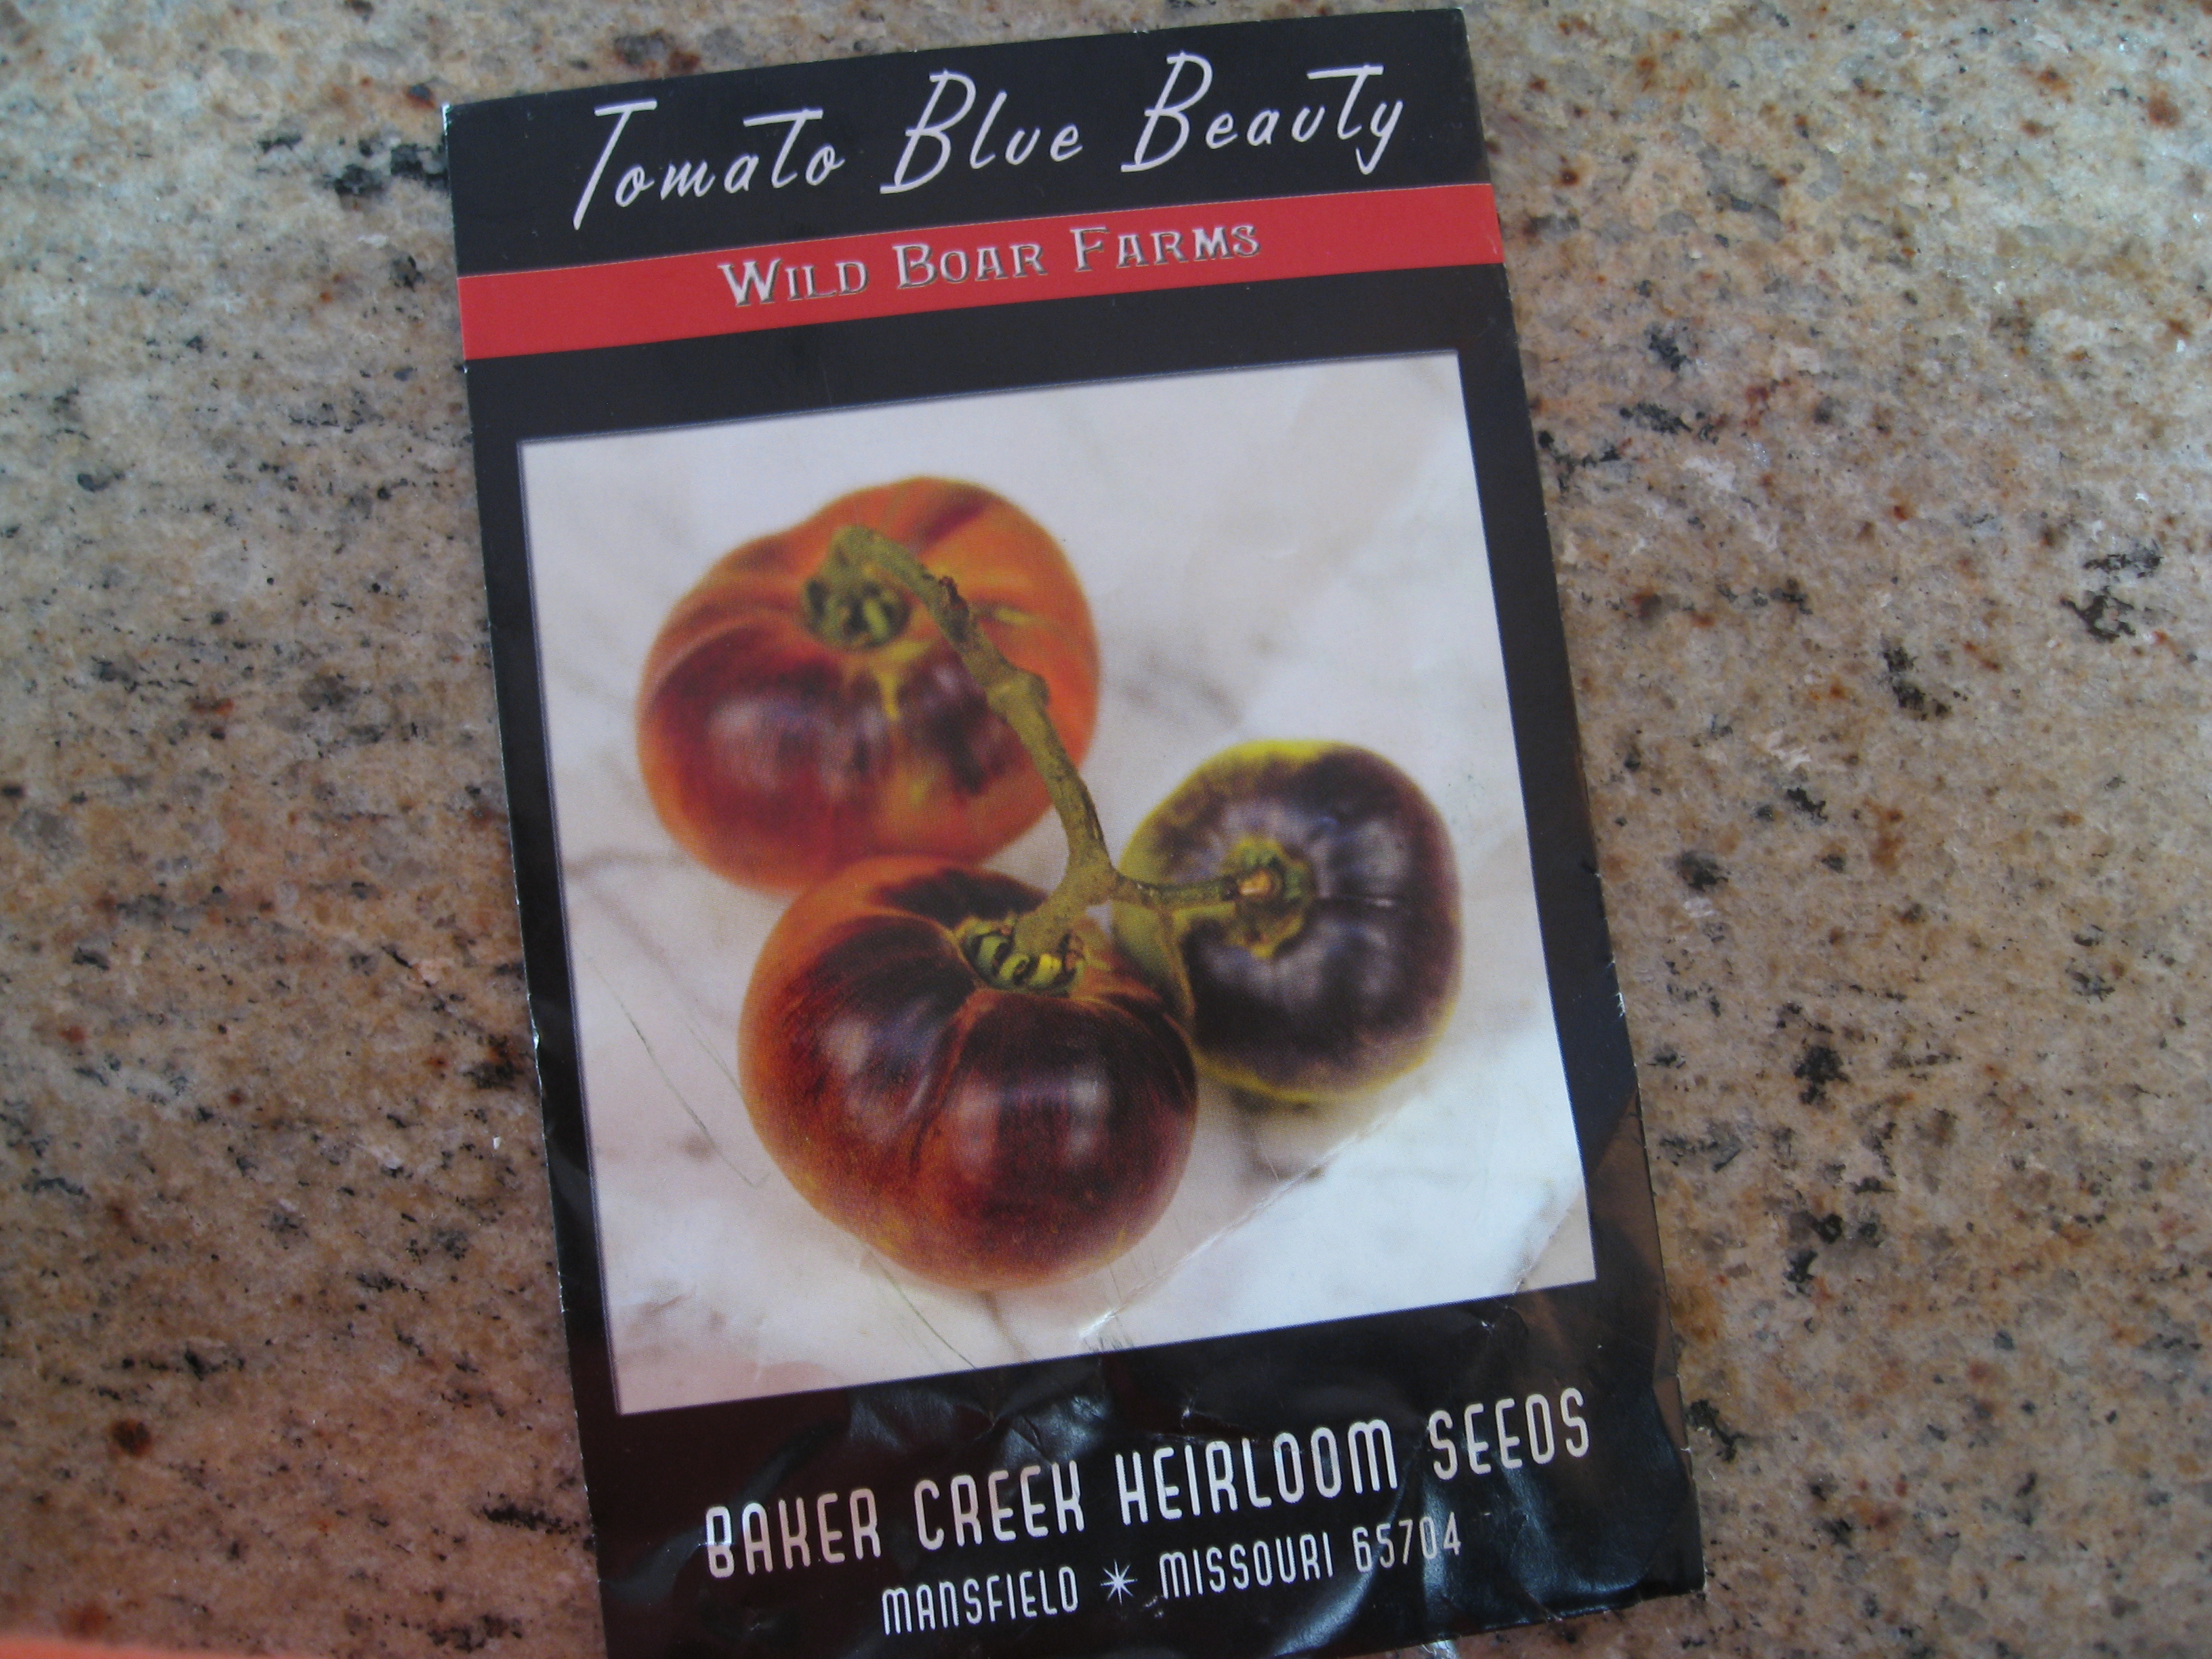 Tomato Blue Beauty
WILD BOAR FARMS
BAKER CREEK HEIRLOOM SEEDS
MANSFIELD * MISSOURI 65704